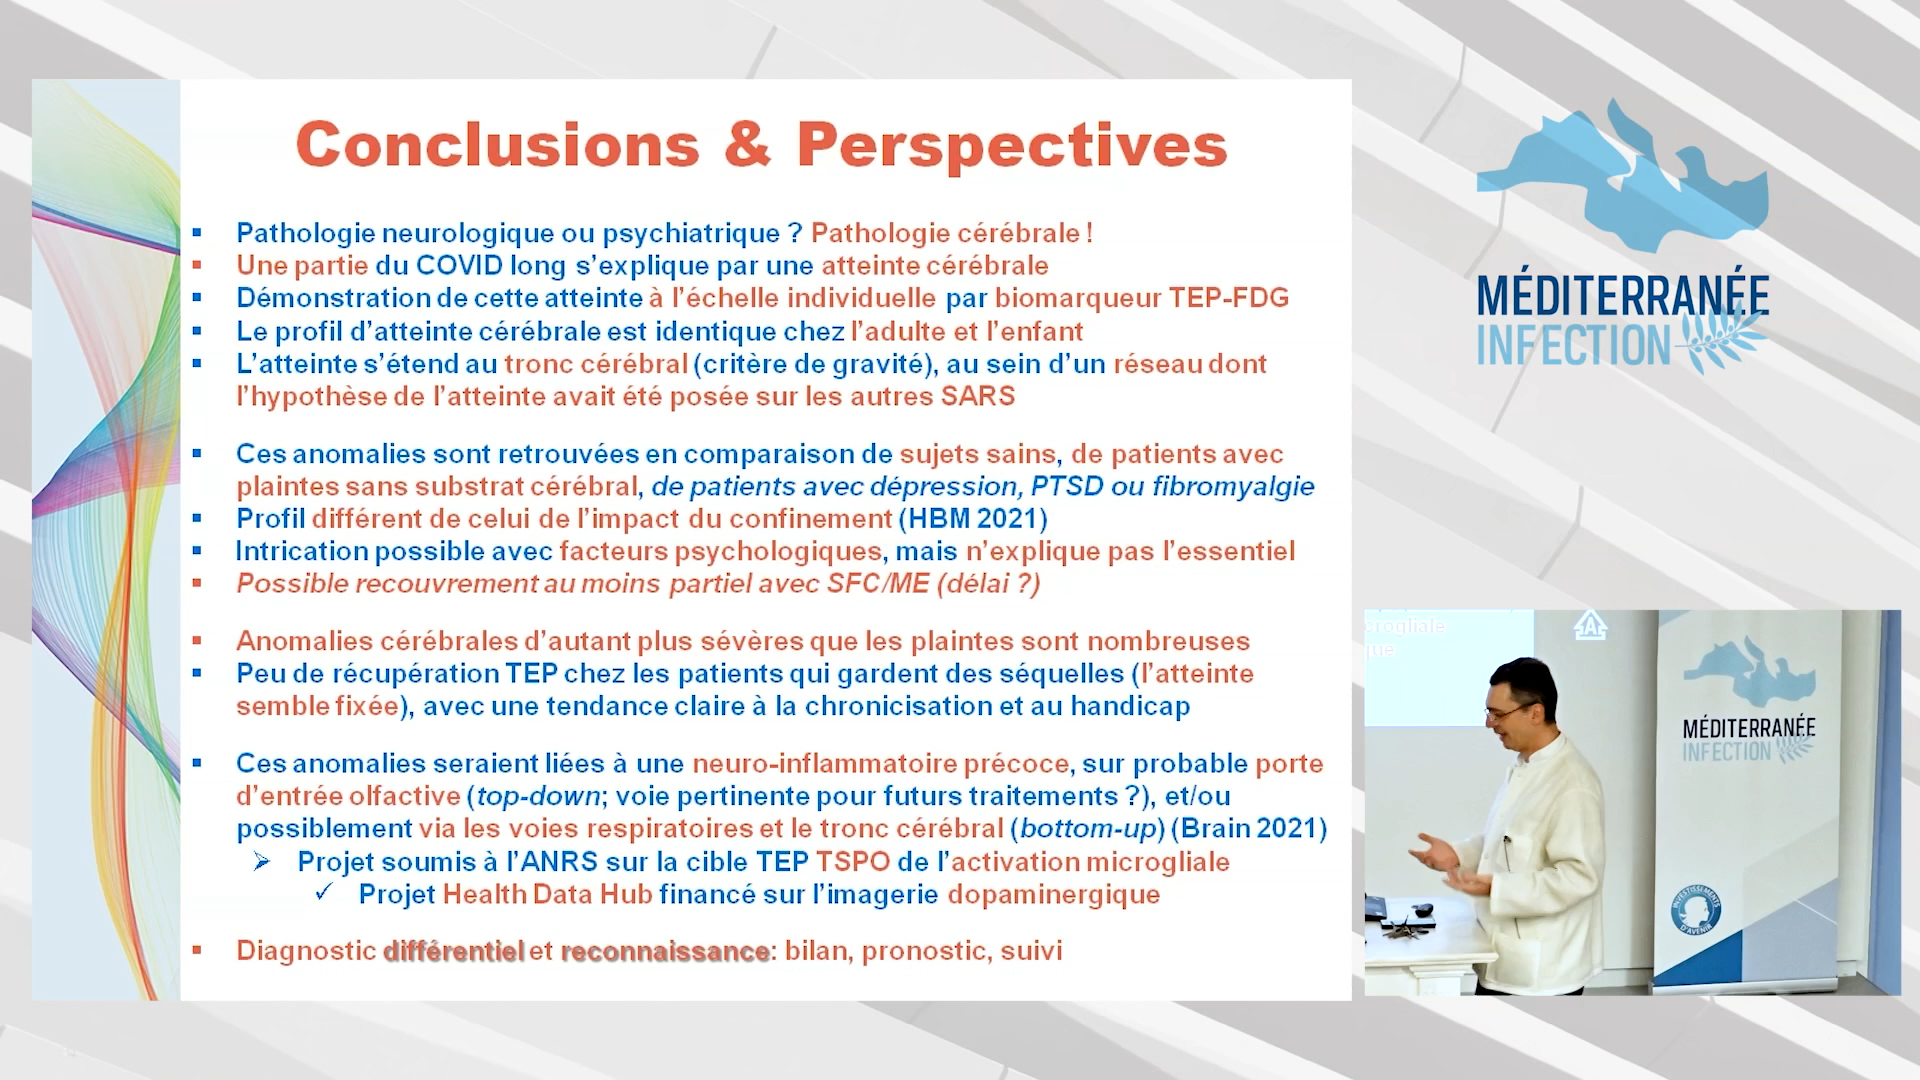 Conclusions & Perspectives
▪ Pathologie neurologique ou psychiatrique ? Pathologie cérébrale !
▪ Une partie du COVID long s’explique par une atteinte cérébrale
▪ Démonstration de cette atteinte à l’échelle individuelle par biomarqueur TEP-FDG
▪ Le profil d’atteinte cérébrale est identique chez l’adulte et l’enfant
▪ L’atteinte s’étend au tronc cérébral (critère de gravité), au sein d’un réseau dont
l’hypothèse de l’atteinte avait été posée sur les autres SARS
▪ Ces anomalies sont retrouvées en comparaison de sujets sains, de patients avec
plaintes sans substrat cérébral, de patients avec dépression, PTSD ou fibromyalgie
▪ Profil différent de celui de l’impact du confinement (HBM 2021)
▪ Intrication possible avec facteurs psychologiques, mais n’explique pas l’essentiel
▪ Possible recouvrement au moins partiel avec SFC/ME (délai ?)
▪ Anomalies cérébrales d’autant plus sévères que les plaintes sont nombreuses
▪ Peu de récupération TEP chez les patients qui gardent des séquelles (l’atteinte
semble fixée), avec une tendance claire à la chronicisation et au handicap
▪ Ces anomalies seraient liées à une neuro-inflammatoire précoce, sur probable porte
d’entrée olfactive (top-down; voie pertinente pour futurs traitements ?), et/ou
possiblement via les voies respiratoires et le tronc cérébral (bottom-up) (Brain 2021)
➢ Projet soumis à l’ANRS sur la cible TEP TSPO de l’activation microgliale
✓ Projet Health Data Hub financé sur l’imagerie dopaminergique
▪ Diagnostic différentiel et reconnaissance: bilan, pronostic, suivi
MÉDITERRANÉE
INFECTION
crogliale
que
A
MÉDITERRANÉE
INFECTION
INVESTISSEMENTS
D'AVENIR